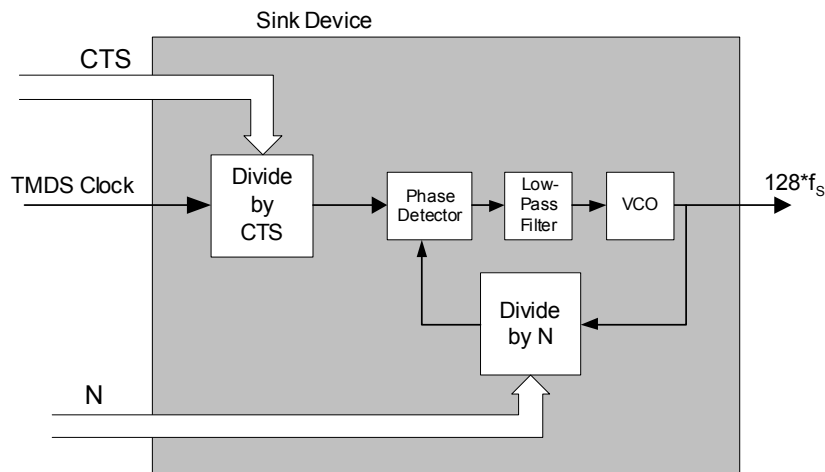 Sink Device
CTS
TMDS Clock
Divide
by
CTS
Phase
Detector
Low-
Pass
Filter
VCO
128*fS
Divide
by N
N